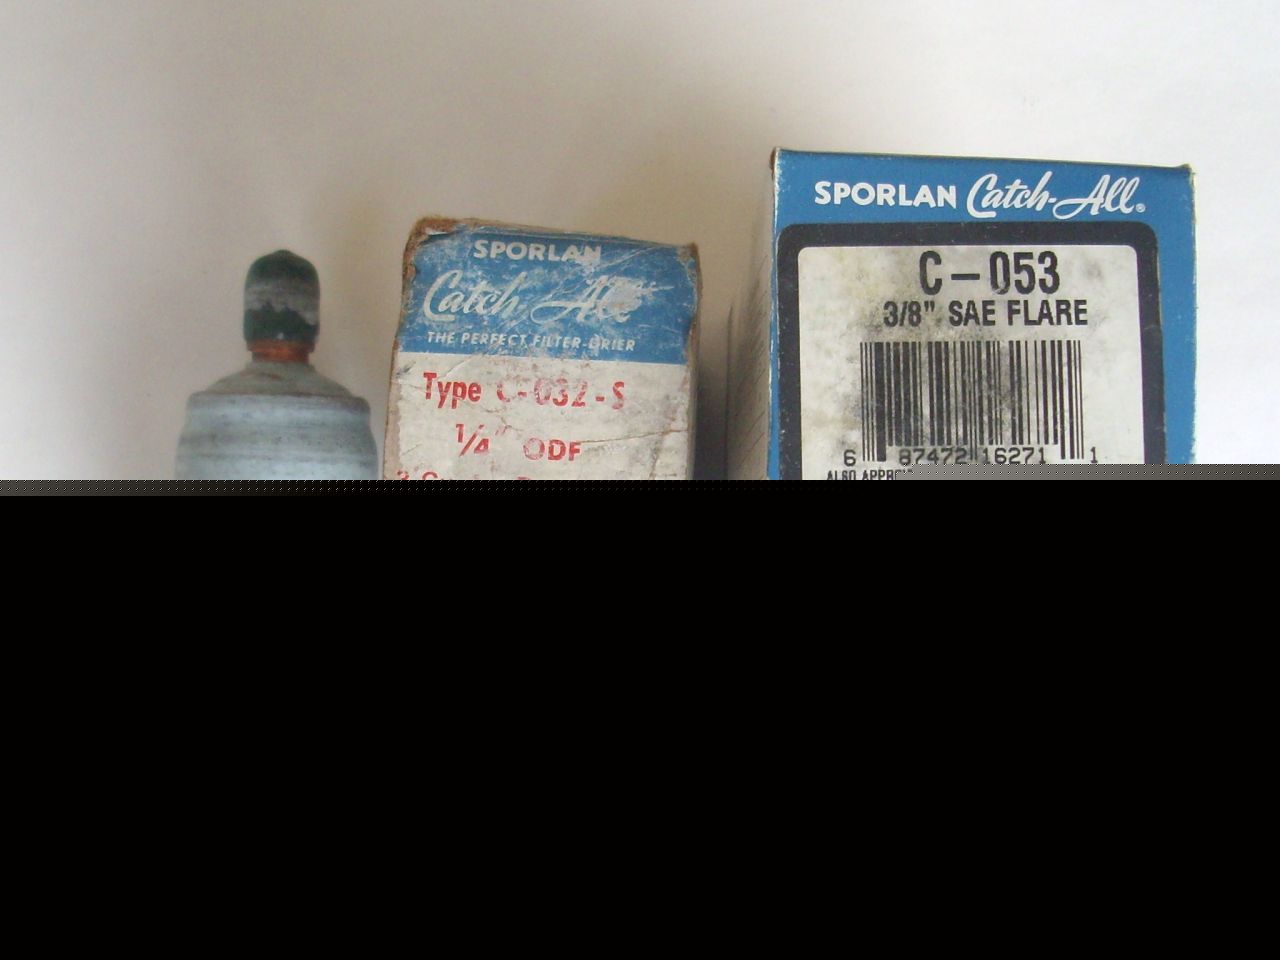 SPORLAN
Catch-All
THE PERFECT FILTER-DRIER
Type C-032-S
1/4" ODF
SPORLAN Catch-All®
C-053
3/8" SAE FLARE
6 87472 16271 1
ALSO